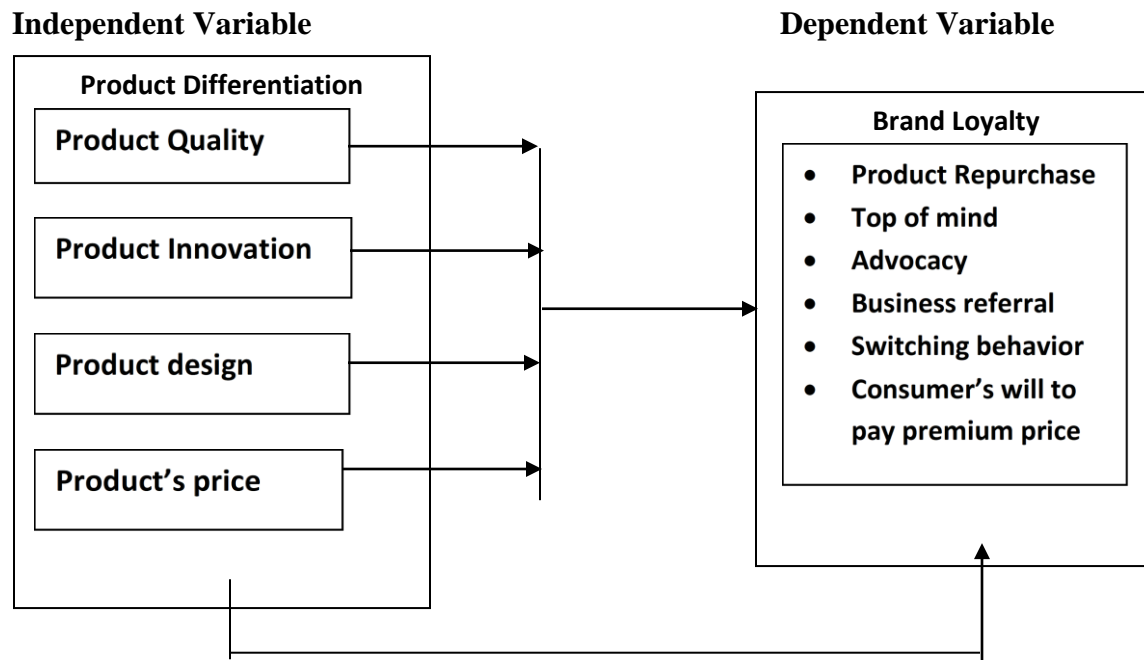 Independent Variable
Dependent Variable
Product Differentiation
Product Quality
Product Innovation
Product design
Product’s price
Brand Loyalty
• Product Repurchase
• Top of mind
• Advocacy
• Business referral
• Switching behavior
• Consumer’s will to
pay premium price